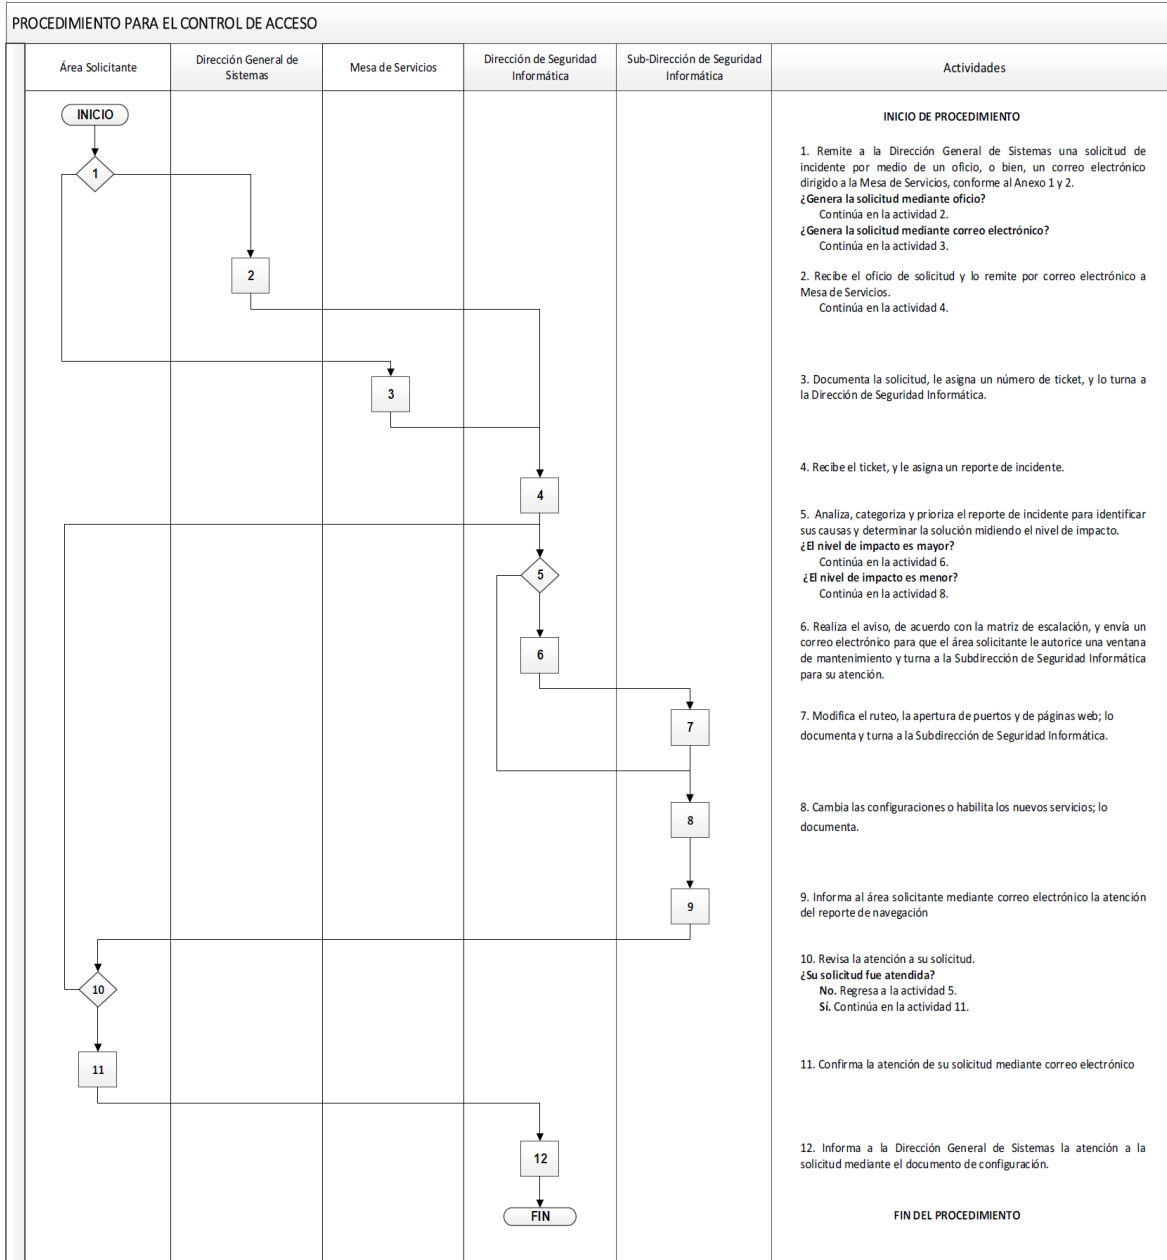 PROCEDIMIENTO PARA EL CONTROL DE ACCESO
Área Solicitante
Dirección General de
Sistemas
Mesa de Servicios
Dirección de Seguridad
Informática
Sub-Dirección de Seguridad
Informática
Actividades
INICIO
1
2
3
4
5
6
7
8
9
10
11
12
FIN
INICIO DE PROCEDIMIENTO
1. Remite a la Dirección General de Sistemas una solicitud de
incidente por medio de un oficio, o bien, un correo electrónico
dirigido a la Mesa de Servicios, conforme al Anexo 1 y 2.
¿Genera la solicitud mediante oficio?
Continúa en la actividad 2.
¿Genera la solicitud mediante correo electrónico?
Continúa en la actividad 3.
2. Recibe el oficio de solicitud y lo remite por correo electrónico a
Mesa de Servicios.
Continúa en la actividad 4.
3. Documenta la solicitud, le asigna un número de ticket, y lo turna a
la Dirección de Seguridad Informática.
4. Recibe el ticket, y le asigna un reporte de incidente.
5. Analiza, categoriza y prioriza el reporte de incidente para identificar
sus causas y determinar la solución midiendo el nivel de impacto.
¿El nivel de impacto es mayor?
Continúa en la actividad 6.
¿El nivel de impacto es menor?
Continúa en la actividad 8.
6. Realiza el aviso, de acuerdo con la matriz de escalación, y envía un
correo electrónico para que el área solicitante le autorice una ventana
de mantenimiento y turna a la Subdirección de Seguridad Informática
para su atención.
7. Modifica el ruteo, la apertura de puertos y de páginas web; lo
documenta y turna a la Subdirección de Seguridad Informática.
8. Cambia las configuraciones o habilita los nuevos servicios; lo
documenta.
9. Informa al área solicitante mediante correo electrónico la atención
del reporte de navegación
10. Revisa la atención a su solicitud.
¿Su solicitud fue atendida?
No. Regresa a la actividad 5.
Sí. Continúa en la actividad 11.
11. Confirma la atención de su solicitud mediante correo electrónico
12. Informa a la Dirección General de Sistemas la atención a la
solicitud mediante el documento de configuración.
FIN DEL PROCEDIMIENTO